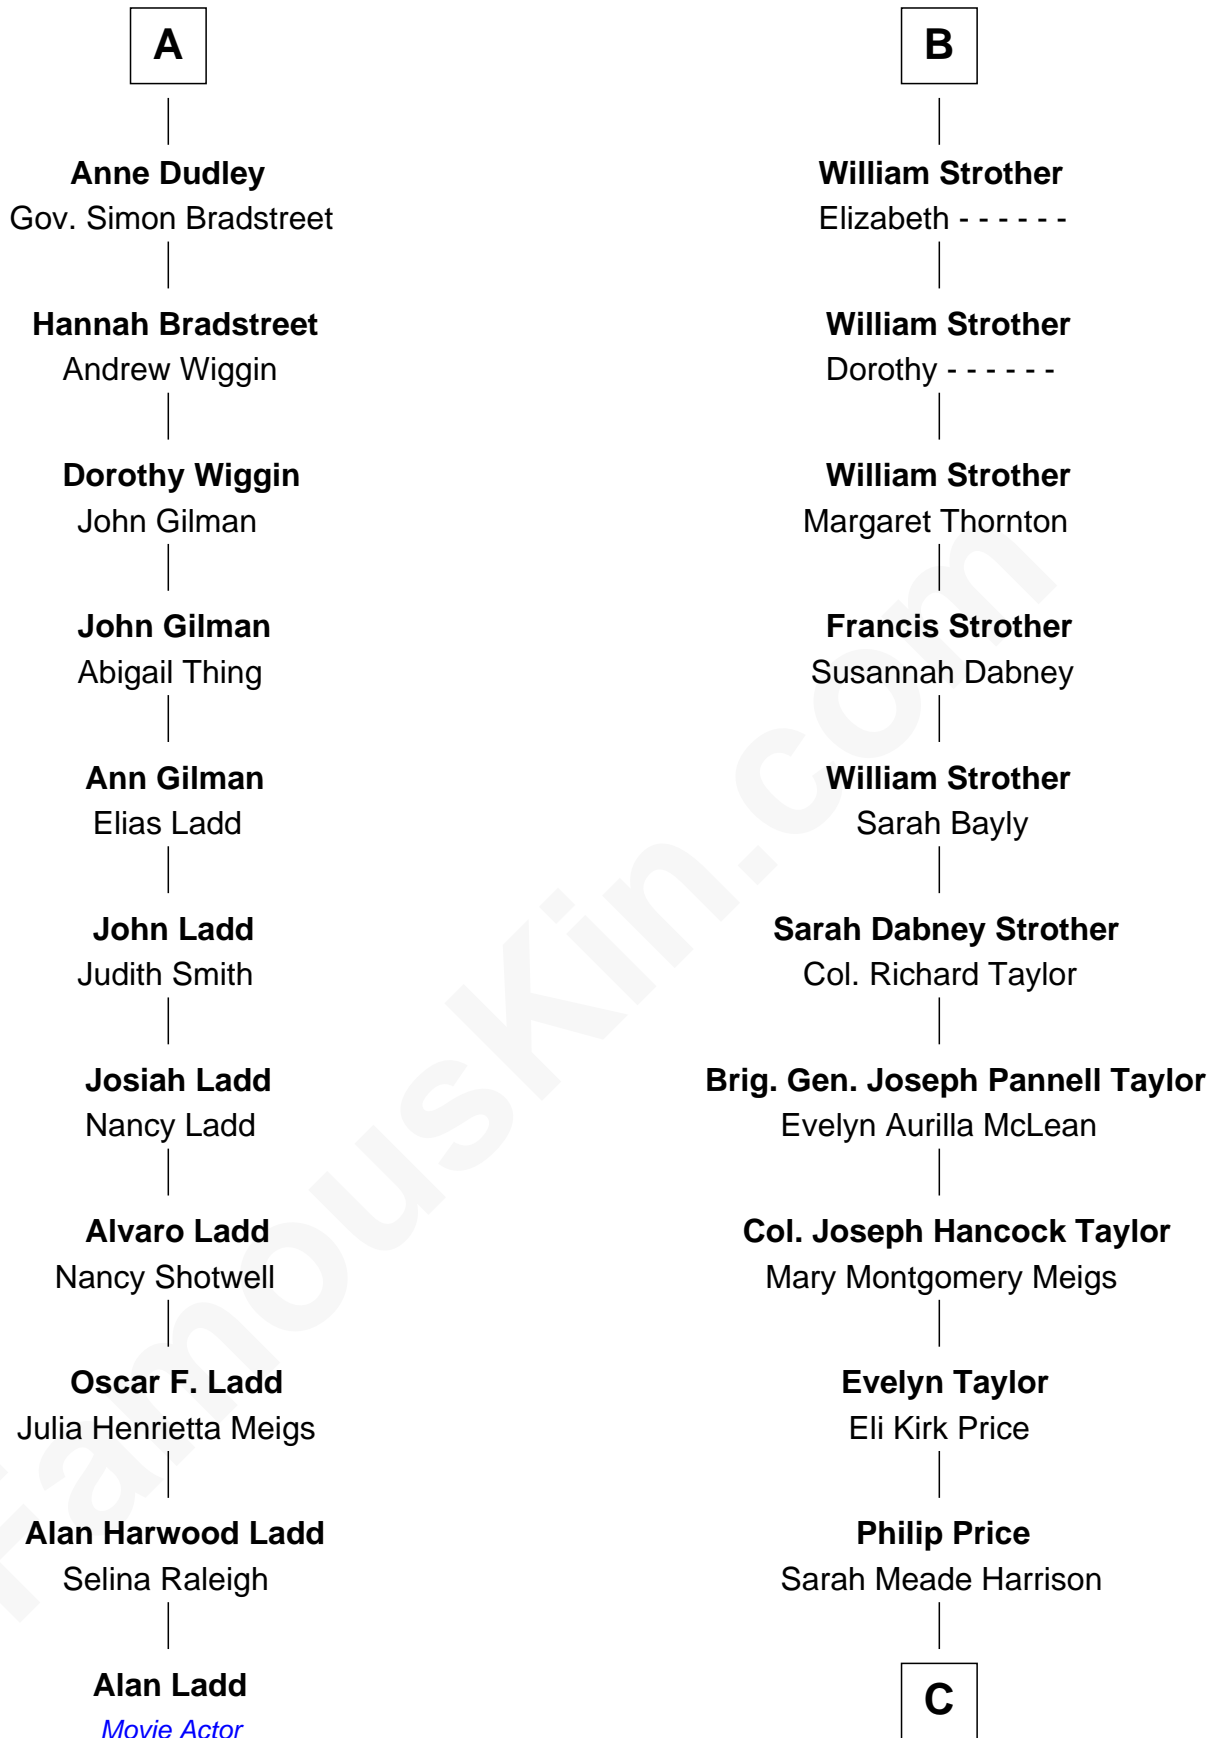 A
Anne Dudley
Gov. Simon Bradstreet
Hannah Bradstreet
Andrew Wiggin
Dorothy Wiggin
John Gilman
John Gilman
Abigail Thing
Ann Gilman
Elias Ladd
John Ladd
Judith Smith
Josiah Ladd
Nancy Ladd
Alvaro Ladd
Nancy Shotwell
Oscar F. Ladd
Julia Henrietta Meigs
Alan Harwood Ladd
Selina Raleigh
Alan Ladd
Movie Actor
B
William Strother
Elizabeth - - - - - -
William Strother
Dorothy - - - - - -
William Strother
Margaret Thornton
Francis Strother
Susannah Dabney
William Strother
Sarah Bayly
Sarah Dabney Strother
Col. Richard Taylor
Brig. Gen. Joseph Pannell Taylor
Evelyn Aurilla McLean
Col. Joseph Hancock Taylor
Mary Montgomery Meigs
Evelyn Taylor
Eli Kirk Price
Philip Price
Sarah Meade Harrison
C
FamousKin.com